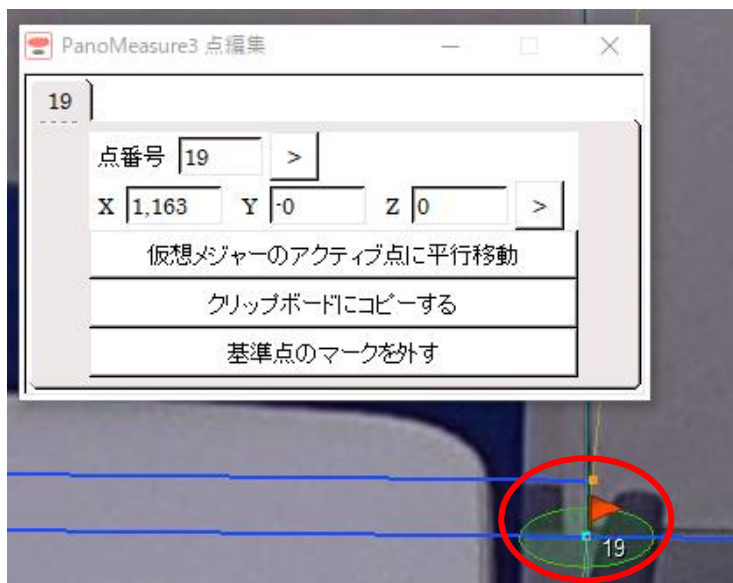 PanoMeasure3 点編集
19
点番号 19 >
X 1,163 Y -0 Z 0 >
仮想メジャーのアクティブ点に平行移動
クリップボードにコピーする
基準点のマークを外す
19